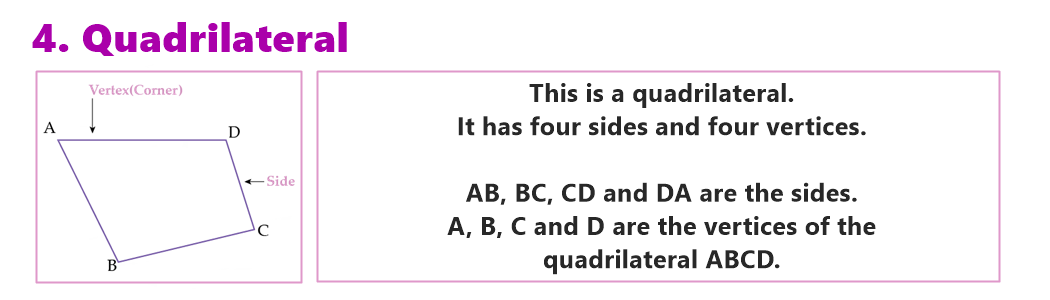 4. Quadrilateral
Vertex(Corner)
A
D
Side
C
B
This is a quadrilateral.
It has four sides and four vertices.
AB, BC, CD and DA are the sides.
A, B, C and D are the vertices of the
quadrilateral ABCD.